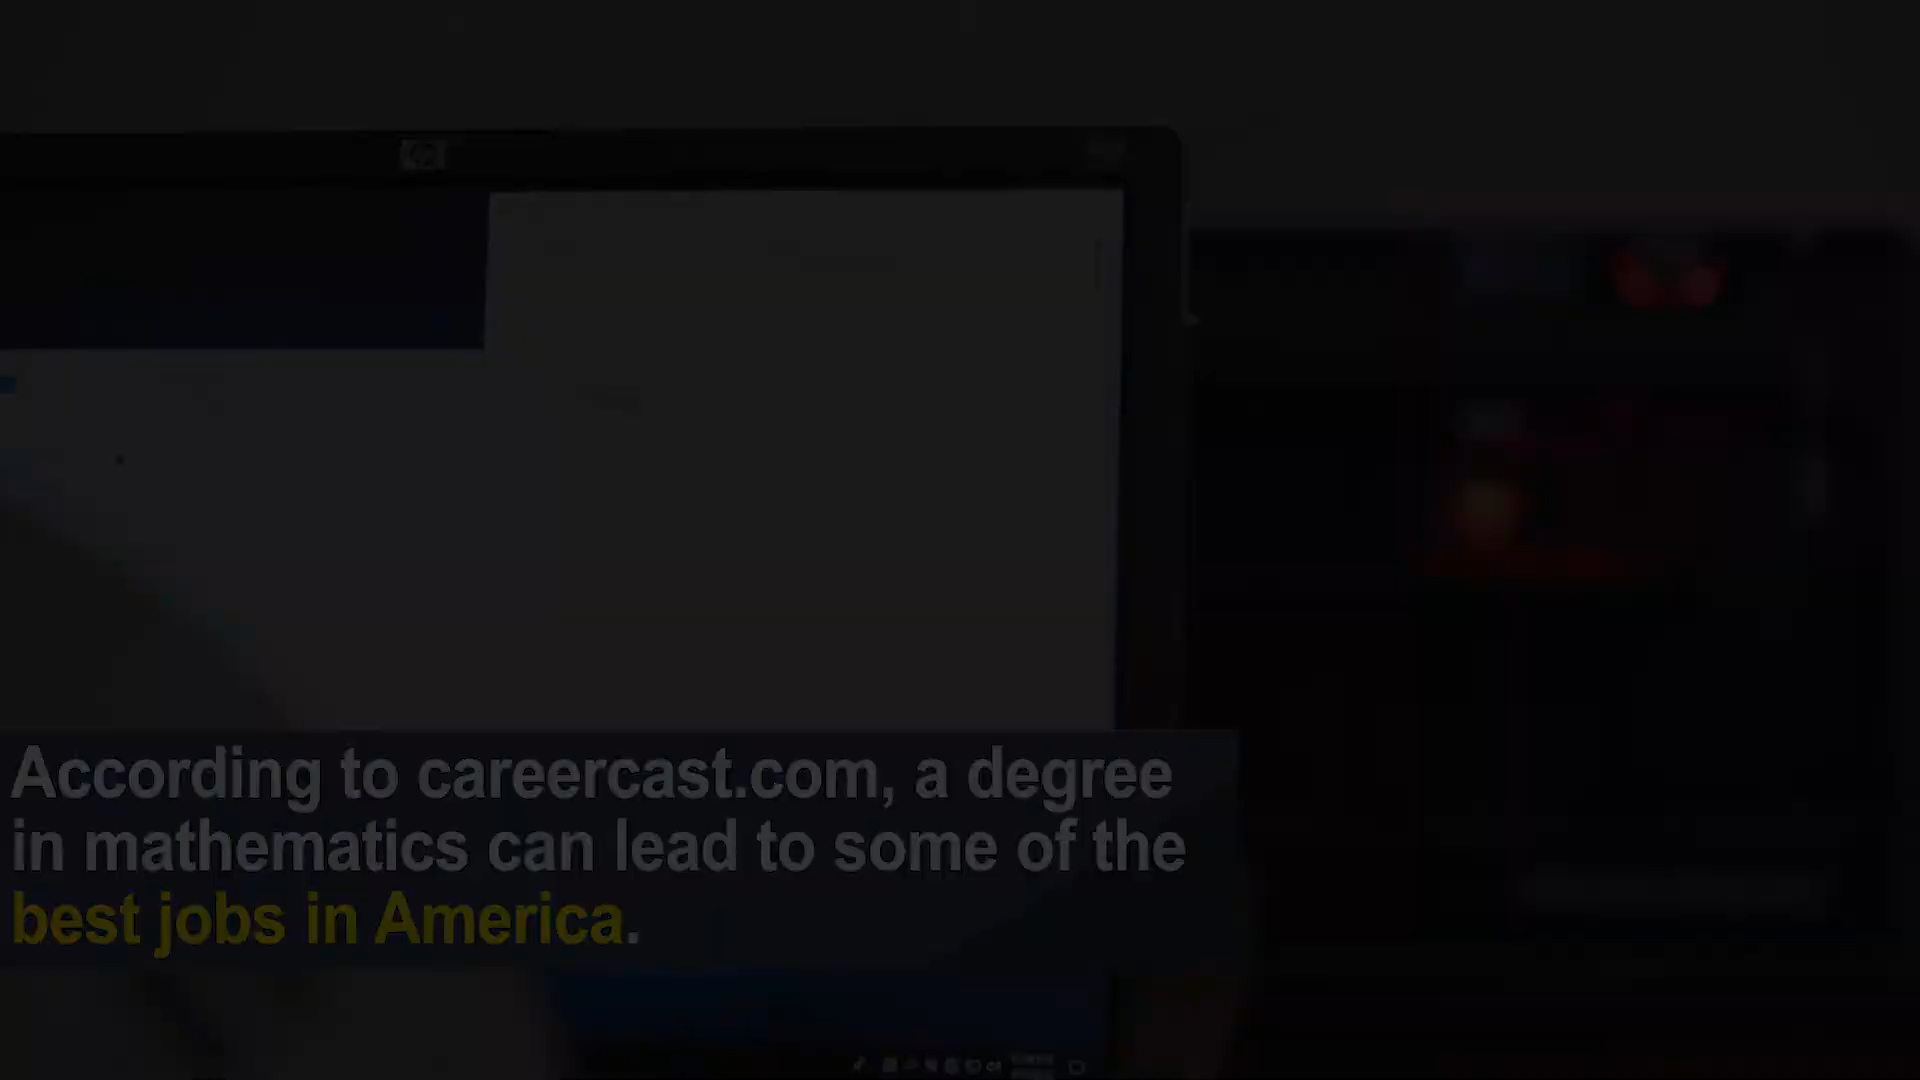 According to careercast.com, a degree
in mathematics can lead to some of the
best jobs in America.